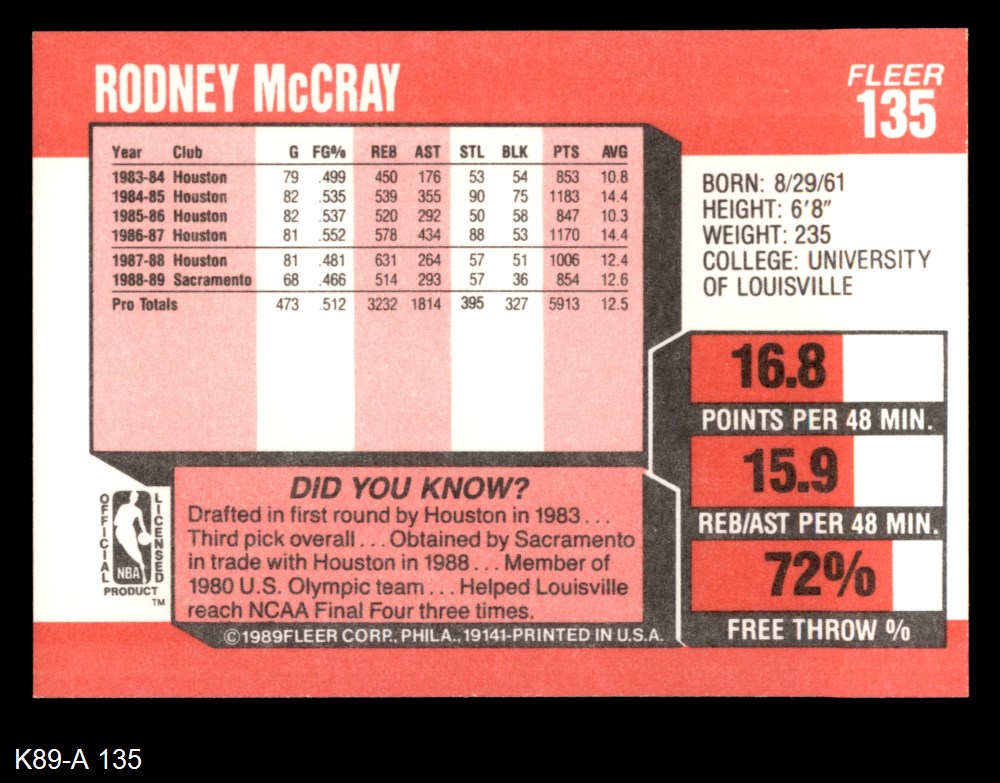 RODNEY McCRAY
FLEER
135
Year Club G FG% REB AST STL BLK PTS AVG
1983-84 Houston 79 .499 450 176 53 54 853 10.8
1984-85 Houston 82 .535 539 355 90 75 1183 14.4
1985-86 Houston 82 .537 520 292 50 58 847 10.3
1986-87 Houston 81 .552 578 434 88 53 1170 14.4
1987-88 Houston 81 .481 631 264 57 51 1006 12.4
1988-89 Sacramento 68 .466 514 293 57 36 854 12.6
Pro Totals 473 .512 3232 1814 395 327 5913 12.5
BORN: 8/29/61
HEIGHT: 6'8"
WEIGHT: 235
COLLEGE: UNIVERSITY
OF LOUISVILLE
16.8
POINTS PER 48 MIN.
15.9
REB/AST PER 48 MIN.
72%
FREE THROW %
OFFICIAL
LICENSED
NBA
PRODUCT
TM
DID YOU KNOW?
Drafted in first round by Houston in 1983 . . .
Third pick overall . . . Obtained by Sacramento
in trade with Houston in 1988 . . . Member of
1980 U.S. Olympic team . . . Helped Louisville
reach NCAA Final Four three times.
©1989FLEER CORP., PHILA., 19141-PRINTED IN U.S.A.
K89-A 135